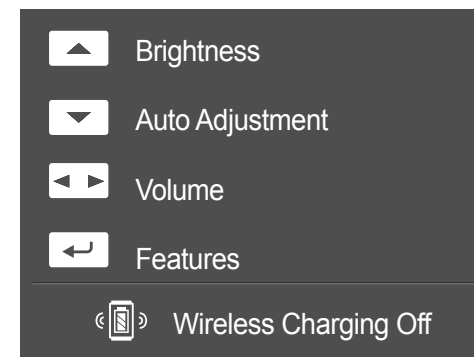 Brightness
Auto Adjustment
Volume
Features
Wireless Charging Off